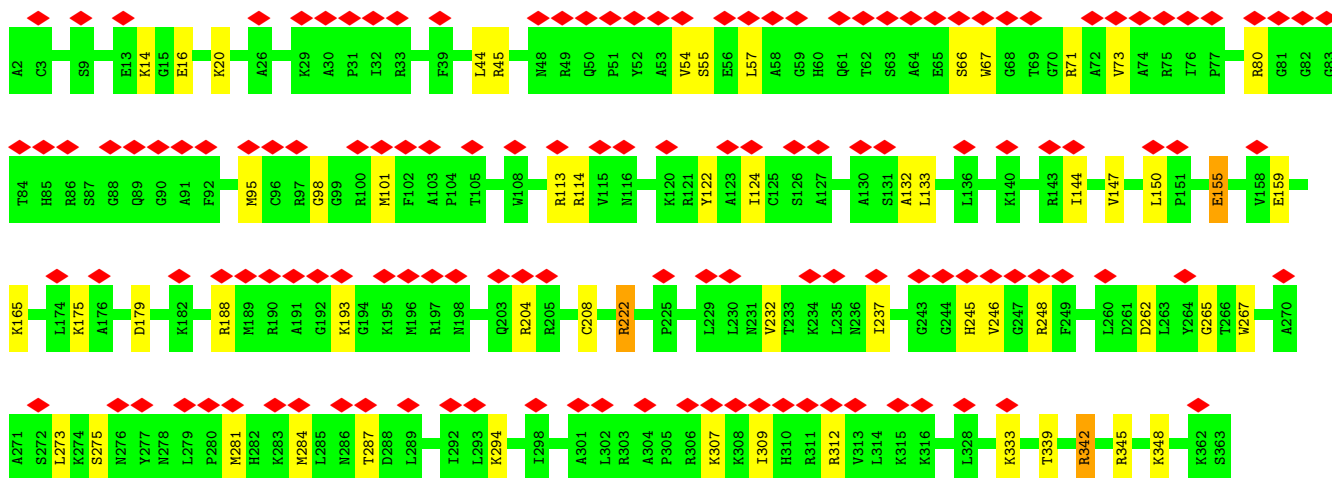 A2 C3 S9 E13 K14 G15 E16 K20 A26 K29 A30 P31 I32 R33 F39 L44 R45 N48 R49 Q50 P51 Y52 A53 V54 S55 E56 L57 A58 G59 H60 Q61 T62 S63 A64 E65 S66 W67 G68 T69 G70 R71 A72 V73 A74 R75 I76 P77 R80 G81 G82 G83
T84 H85 R86 S87 G88 Q89 G90 A91 F92 M95 C96 R97 G98 G99 R100 M101 F102 A103 P104 T105 W108 R113 R114 V115 N116 K120 R121 Y122 A123 I124 C125 S126 A127 A130 S131 A132 L133 L136 K140 R143 I144 V147 L150 P151 E155 V158 E159
K165 L174 K175 A176 D179 K182 R188 M189 R190 A191 G192 K193 G194 K195 M196 R197 N198 Q203 R204 R205 C208 R222 P225 L229 L230 N231 V232 T233 K234 L235 N236 I237 G243 G244 H245 V246 G247 R248 F249 L260 D261 D262 L263 Y264 G265 T266 W267 A270
A271 S272 L273 K274 S275 N276 Y277 N278 L279 P280 M281 H282 K283 M284 L285 N286 T287 D288 L289 I292 L293 K294 I298 A301 L302 R303 A304 P305 R306 K307 K308 I309 H310 R311 R312 V313 L314 K315 K316 L328 K333 T339 R342 R345 K348 K362 S363